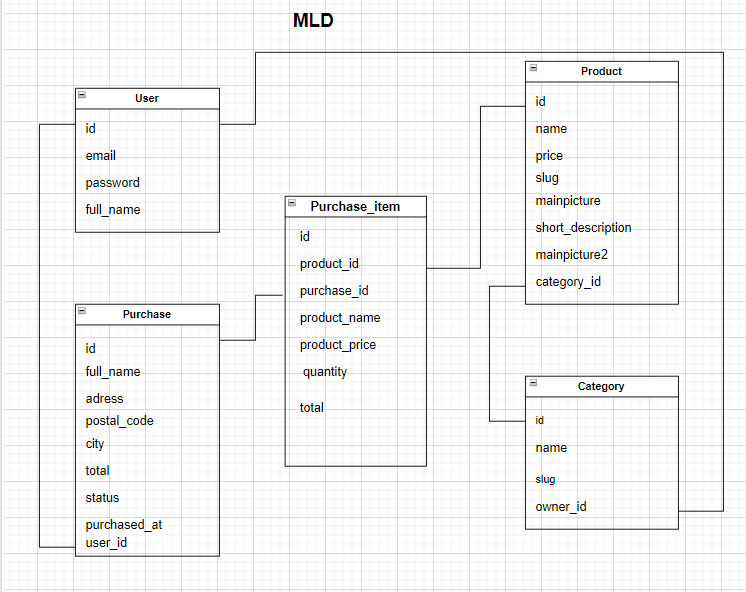 MLD
User
id
email
password
full_name
Purchase
id
full_name
adress
postal_code
city
total
status
purchased_at
user_id
Purchase_item
id
product_id
purchase_id
product_name
product_price
quantity
total
Product
id
name
price
slug
mainpicture
short_description
mainpicture2
category_id
Category
id
name
slug
owner_id